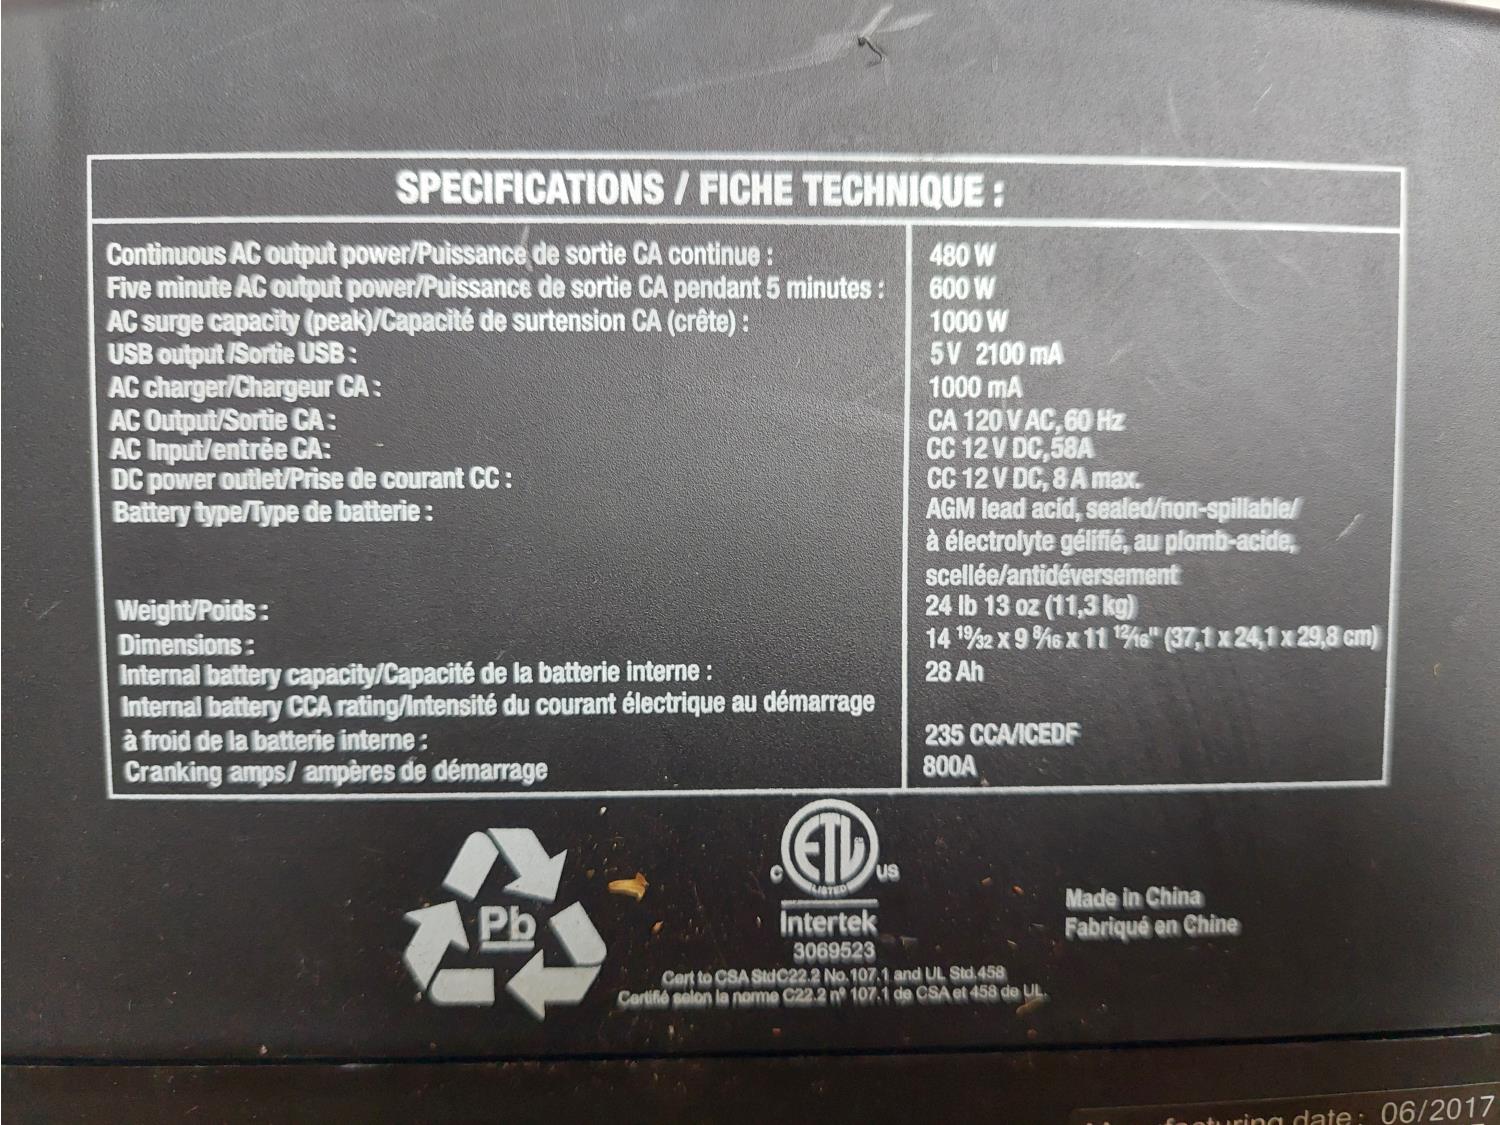 SPECIFICATIONS / FICHE TECHNIQUE :
Continuous AC output power/Puissance de sortie CA continue : 480 W
Five minute AC output power/Puissance de sortie CA pendant 5 minutes : 600 W
AC surge capacity (peak)/Capacité de surtension CA (crête) : 1000 W
USB output /Sortie USB : 5 V 2100 mA
AC charger/Chargeur CA : 1000 mA
AC Output/Sortie CA : CA 120 V AC, 60 Hz
AC Input/entrée CA: CC 12 V DC,58A
DC power outlet/Prise de courant CC : CC 12 V DC, 8 A max.
Battery type/Type de batterie : AGM lead acid, sealed/non-spillable/
à électrolyte gélifié, au plomb-acide,
scellée/antidéversement
Weight/Poids : 24 lb 13 oz (11,3 kg)
Dimensions : 14 19/32 x 9 8/16 x 11 12/16" (37,1 x 24,1 x 29,8 cm)
Internal battery capacity/Capacité de la batterie interne : 28 Ah
Internal battery CCA rating/Intensité du courant électrique au démarrage
à froid de la batterie interne : 235 CCA/ICEDF
Cranking amps/ ampères de démarrage 800A
Pb
ETL
LISTED
C US
Intertek
3069523
Cert to CSA StdC22.2 No.107.1 and UL Std.458
Certifié selon la norme C22.2 nº 107.1 de CSA et 458 de UL.
Made in China
Fabriqué en Chine
date: 06/2017